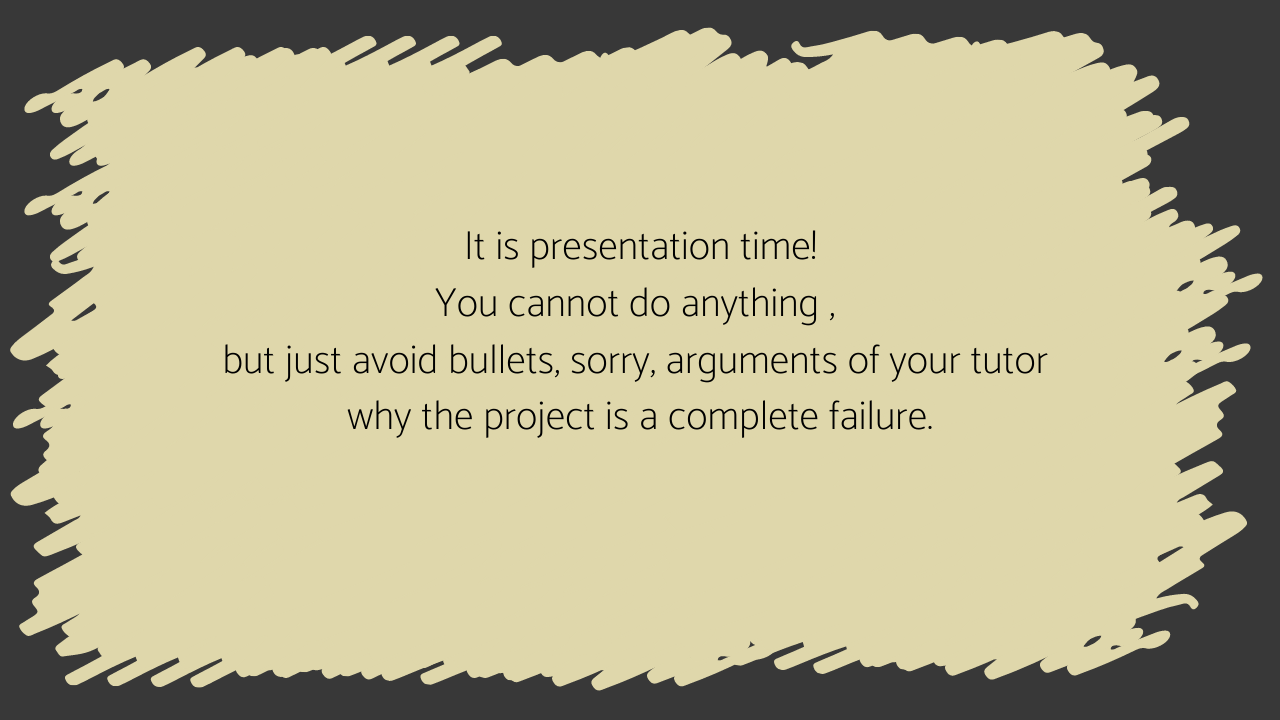 It is presentation time!
You cannot do anything ,
but just avoid bullets, sorry, arguments of your tutor
why the project is a complete failure.